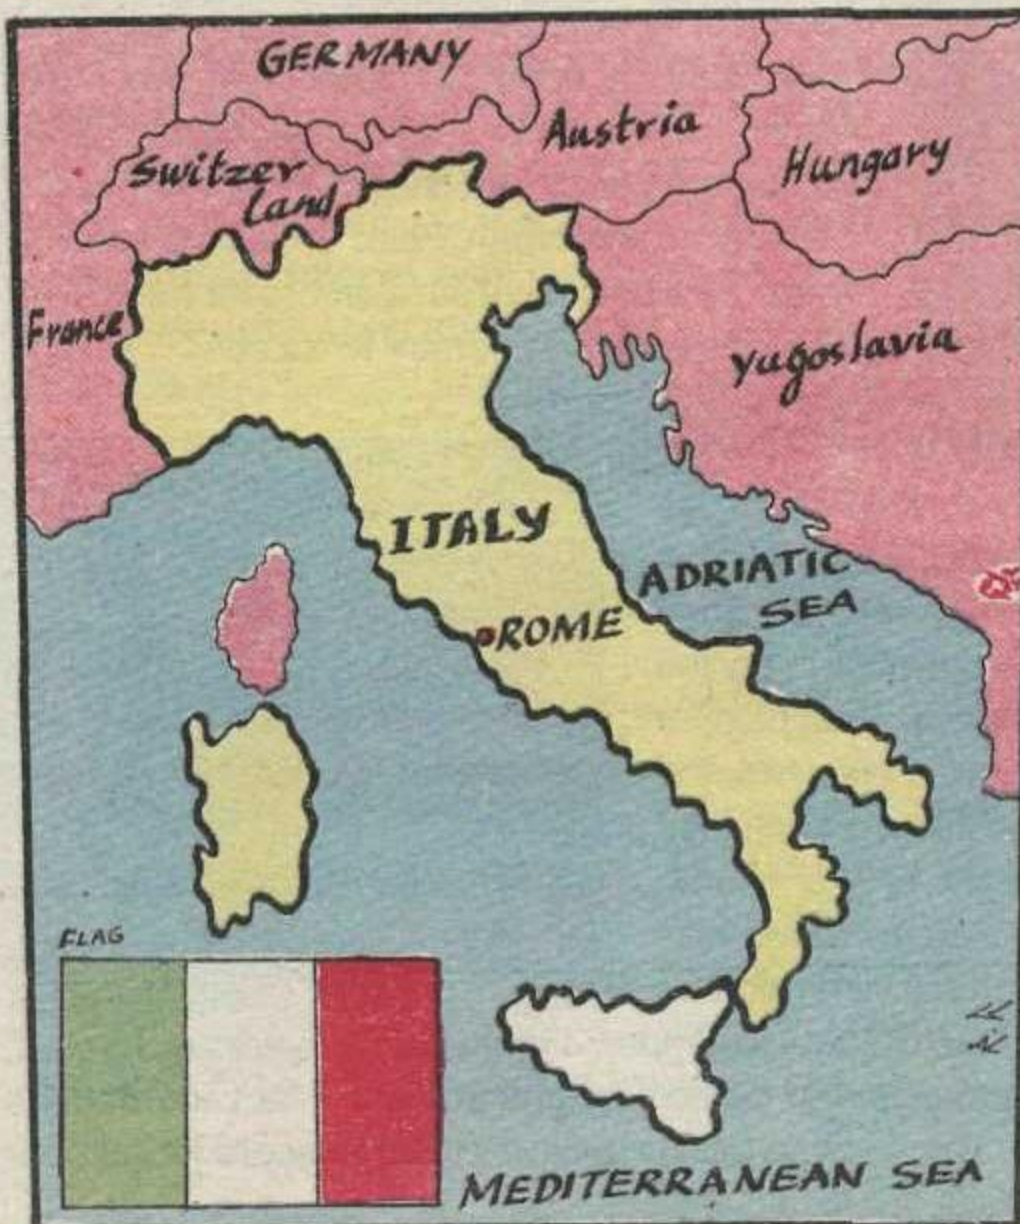 GERMANY
Austria
Switzer
land
Hungary
France
Yugoslavia
ITALY
ADRIATIC
SEA
ROME
FLAG
MEDITERRANEAN SEA